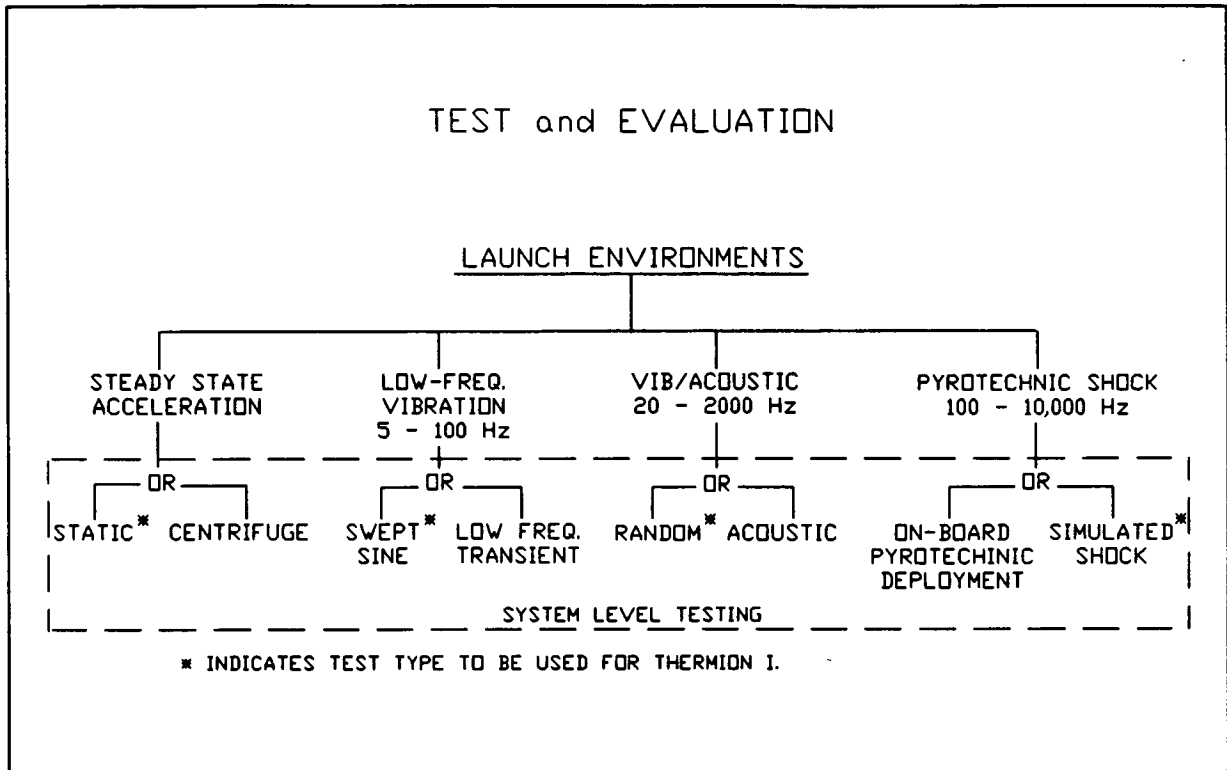 TEST and EVALUATION
LAUNCH ENVIRONMENTS
STEADY STATE
ACCELERATION
LOW-FREQ.
VIBRATION
5 - 100 Hz
VIB/ACOUSTIC
20 - 2000 Hz
PYROTECHNIC SHOCK
100 - 10,000 Hz
OR
STATIC* CENTRIFUGE
OR
SWEPT*
SINE
LOW FREQ.
TRANSIENT
OR
RANDOM* ACOUSTIC
OR
ON-BOARD
PYROTECHINIC
DEPLOYMENT
SIMULATED*
SHOCK
SYSTEM LEVEL TESTING
* INDICATES TEST TYPE TO BE USED FOR THERMION I.